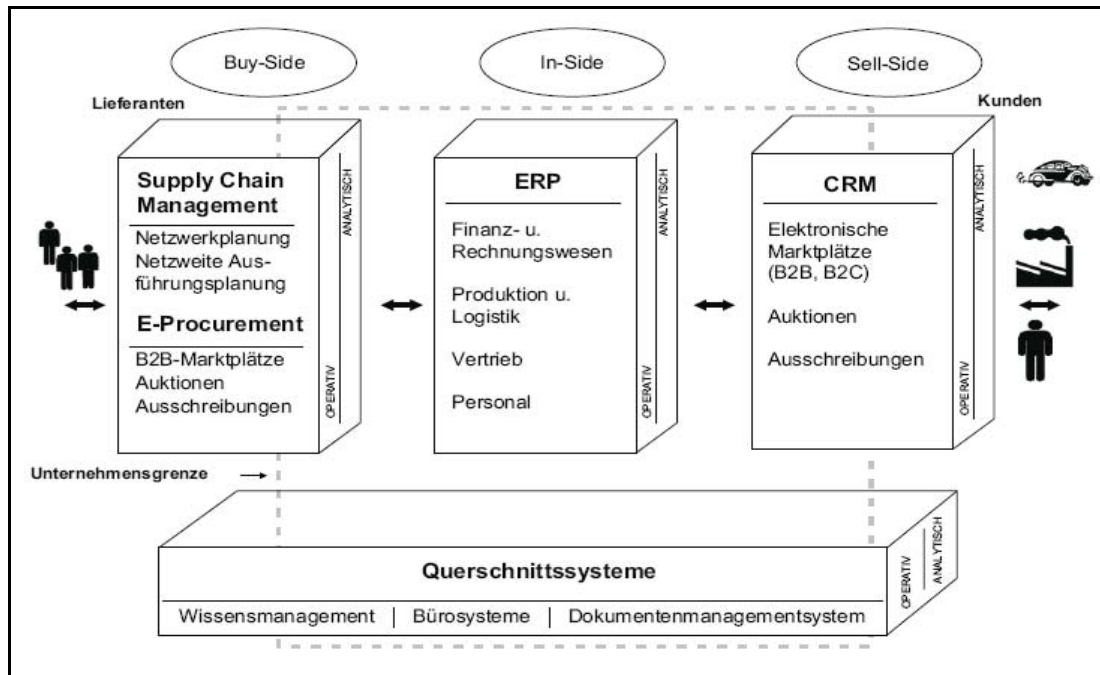 Buy-Side
In-Side
Sell-Side
Lieferanten
Kunden
Supply Chain
Management
Netzwerkplanung
Netzweite Aus-
führungsplanung
E-Procurement
B2B-Marktplätze
Auktionen
Ausschreibungen
ANALYTISCH
OPERATIV
ERP
Finanz- u.
Rechnungswesen
Produktion u.
Logistik
Vertrieb
Personal
ANALYTISCH
OPERATIV
CRM
Elektronische
Marktplätze
(B2B, B2C)
Auktionen
Ausschreibungen
ANALYTISCH
OPERATIV
Unternehmensgrenze
Querschnittssysteme
Wissensmanagement | Bürosysteme | Dokumentenmanagementsystem
OPERATIV
ANALYTISCH